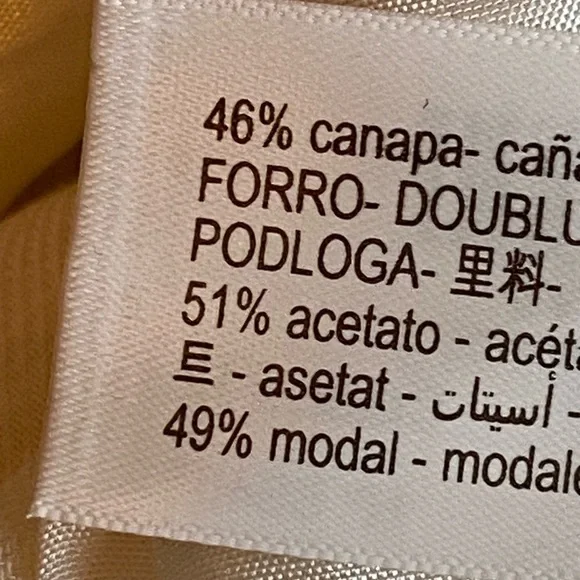 46% canapa- caña
FORRO- DOUBLU
PODLOGA- 里料-
51% acetato - acét
트 - asetat - أسيتات -
49% modal - modale